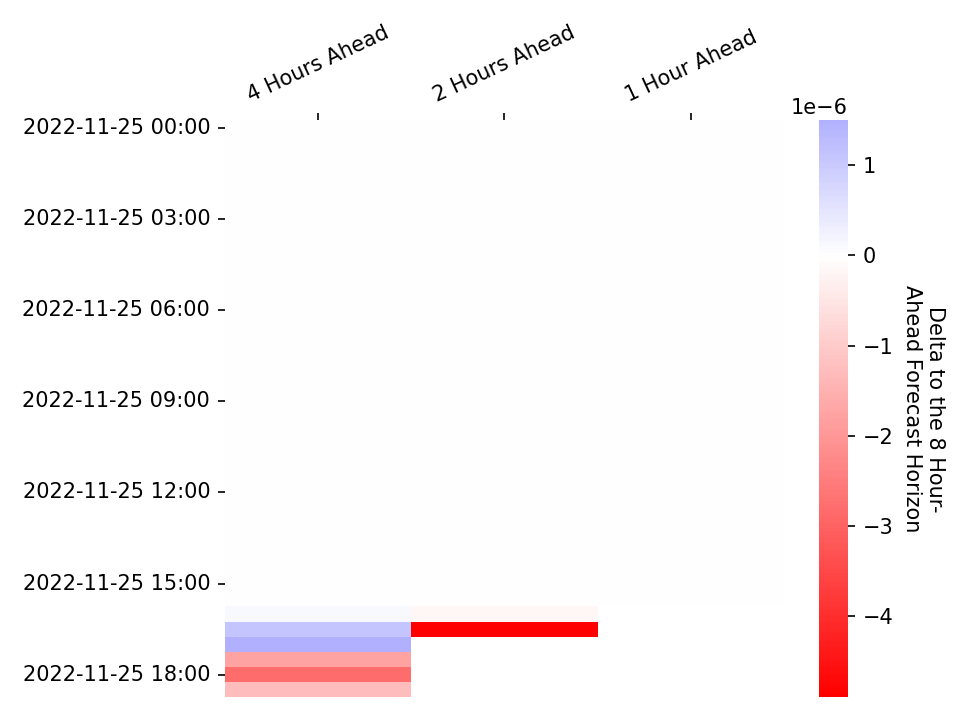 4 Hours Ahead
2 Hours Ahead
1 Hour Ahead
1e−6
2022-11-25 00:00
2022-11-25 03:00
2022-11-25 06:00
2022-11-25 09:00
2022-11-25 12:00
2022-11-25 15:00
2022-11-25 18:00
1
0
−1
−2
−3
−4
Delta to the 8 Hour-
Ahead Forecast Horizon